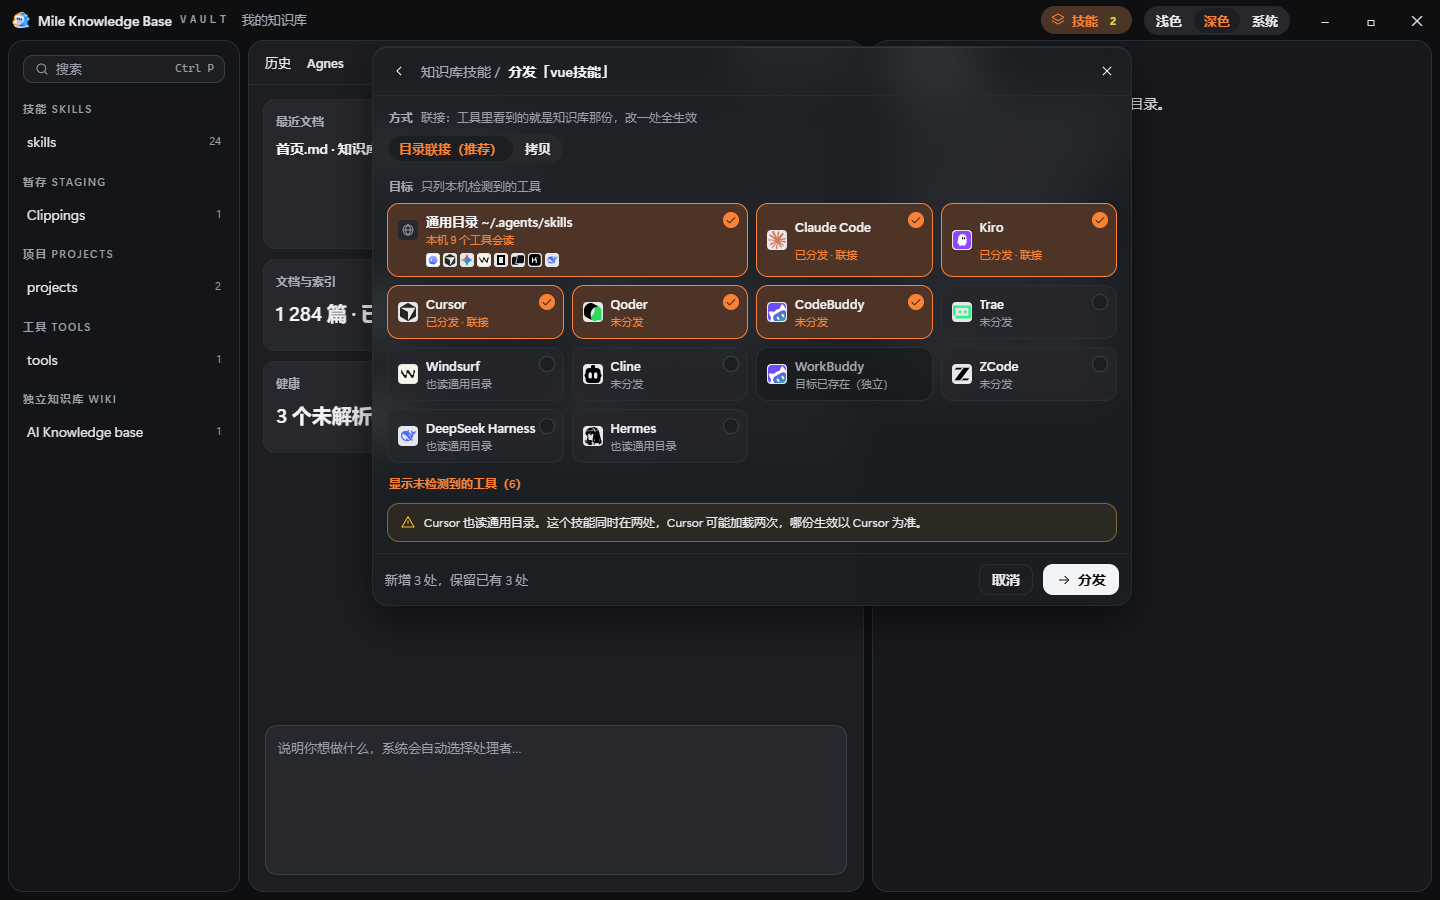 Mile Knowledge Base VAULT 我的知识库
技能 2
浅色 深色 系统
搜索 Ctrl P
技能 SKILLS
skills 24
暂存 STAGING
Clippings 1
项目 PROJECTS
projects 2
工具 TOOLS
tools 1
独立知识库 WIKI
AI Knowledge base 1
历史 Agnes
最近文档
首页.md · 知识库
文档与索引
1 284 篇 · 已
健康
3 个未解析
说明你想做什么，系统会自动选择处理者...
目录。
知识库技能 / 分发「vue技能」
方式 联接：工具里看到的就是知识库那份，改一处全生效
目录联接（推荐） 拷贝
目标 只列本机检测到的工具
通用目录 ~/.agents/skills
本机 9 个工具会读
Claude Code
已分发 · 联接
Kiro
已分发 · 联接
Cursor
已分发 · 联接
Qoder
未分发
CodeBuddy
未分发
Trae
未分发
Windsurf
也读通用目录
Cline
未分发
WorkBuddy
目标已存在（独立）
ZCode
未分发
DeepSeek Harness
也读通用目录
Hermes
也读通用目录
显示未检测到的工具（6）
Cursor 也读通用目录。这个技能同时在两处，Cursor 可能加载两次，哪份生效以 Cursor 为准。
新增 3 处，保留已有 3 处
取消
分发